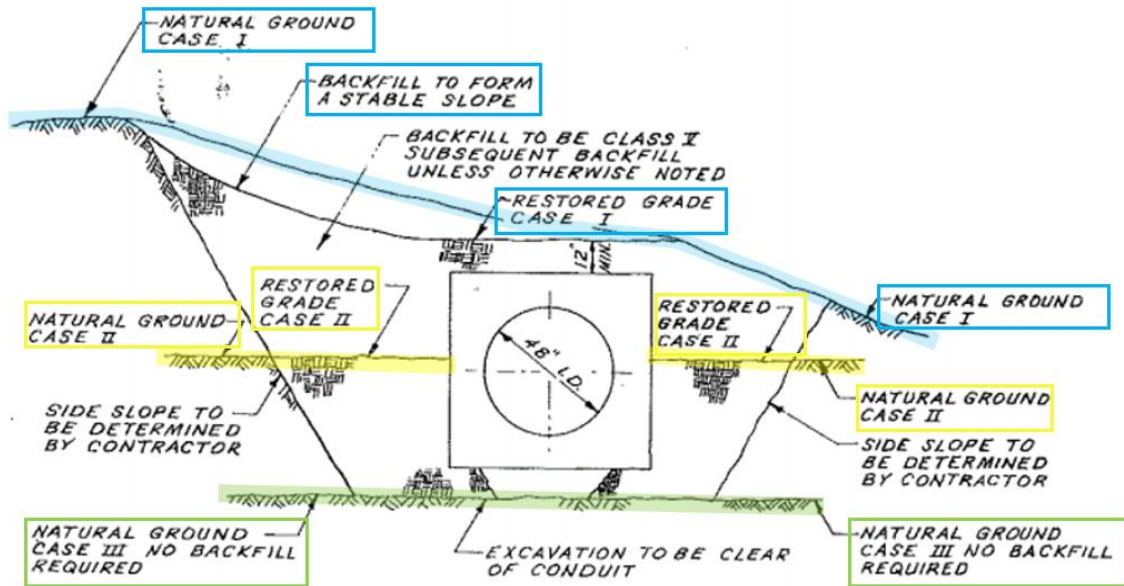 NATURAL GROUND
CASE I
BACKFILL TO FORM
A STABLE SLOPE
BACKFILL TO BE CLASS V
SUBSEQUENT BACKFILL
UNLESS OTHERWISE NOTED
RESTORED GRADE
CASE I
12"
MIN.
RESTORED
GRADE
CASE II
NATURAL GROUND
CASE II
RESTORED
GRADE
CASE II
NATURAL GROUND
CASE I
48" I.D.
NATURAL GROUND
CASE II
SIDE SLOPE TO
BE DETERMINED
BY CONTRACTOR
SIDE SLOPE TO
BE DETERMINED
BY CONTRACTOR
NATURAL GROUND
CASE III NO BACKFILL
REQUIRED
EXCAVATION TO BE CLEAR
OF CONDUIT
NATURAL GROUND
CASE III NO BACKFILL
REQUIRED